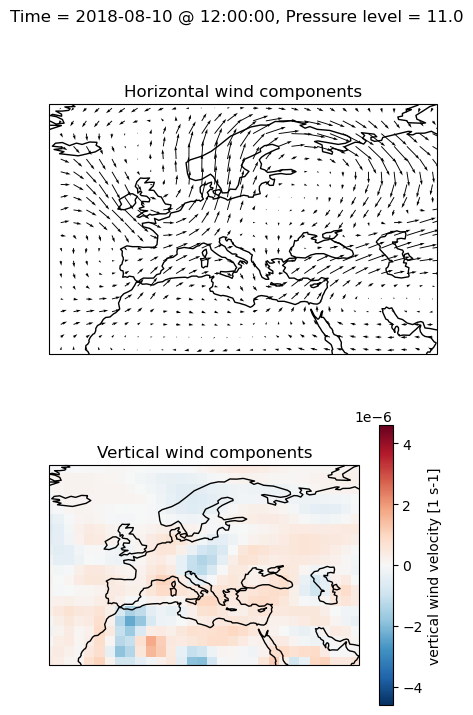 Time = 2018-08-10 @ 12:00:00, Pressure level = 11.0
Horizontal wind components
1e−6
Vertical wind components
4
2
0
−2
−4
vertical wind velocity [1 s-1]